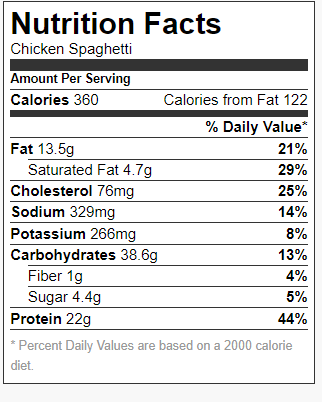 Nutrition Facts
Chicken Spaghetti
Amount Per Serving
Calories 360 Calories from Fat 122
% Daily Value*
Fat 13.5g 21%
Saturated Fat 4.7g 29%
Cholesterol 76mg 25%
Sodium 329mg 14%
Potassium 266mg 8%
Carbohydrates 38.6g 13%
Fiber 1g 4%
Sugar 4.4g 5%
Protein 22g 44%
* Percent Daily Values are based on a 2000 calorie
diet.